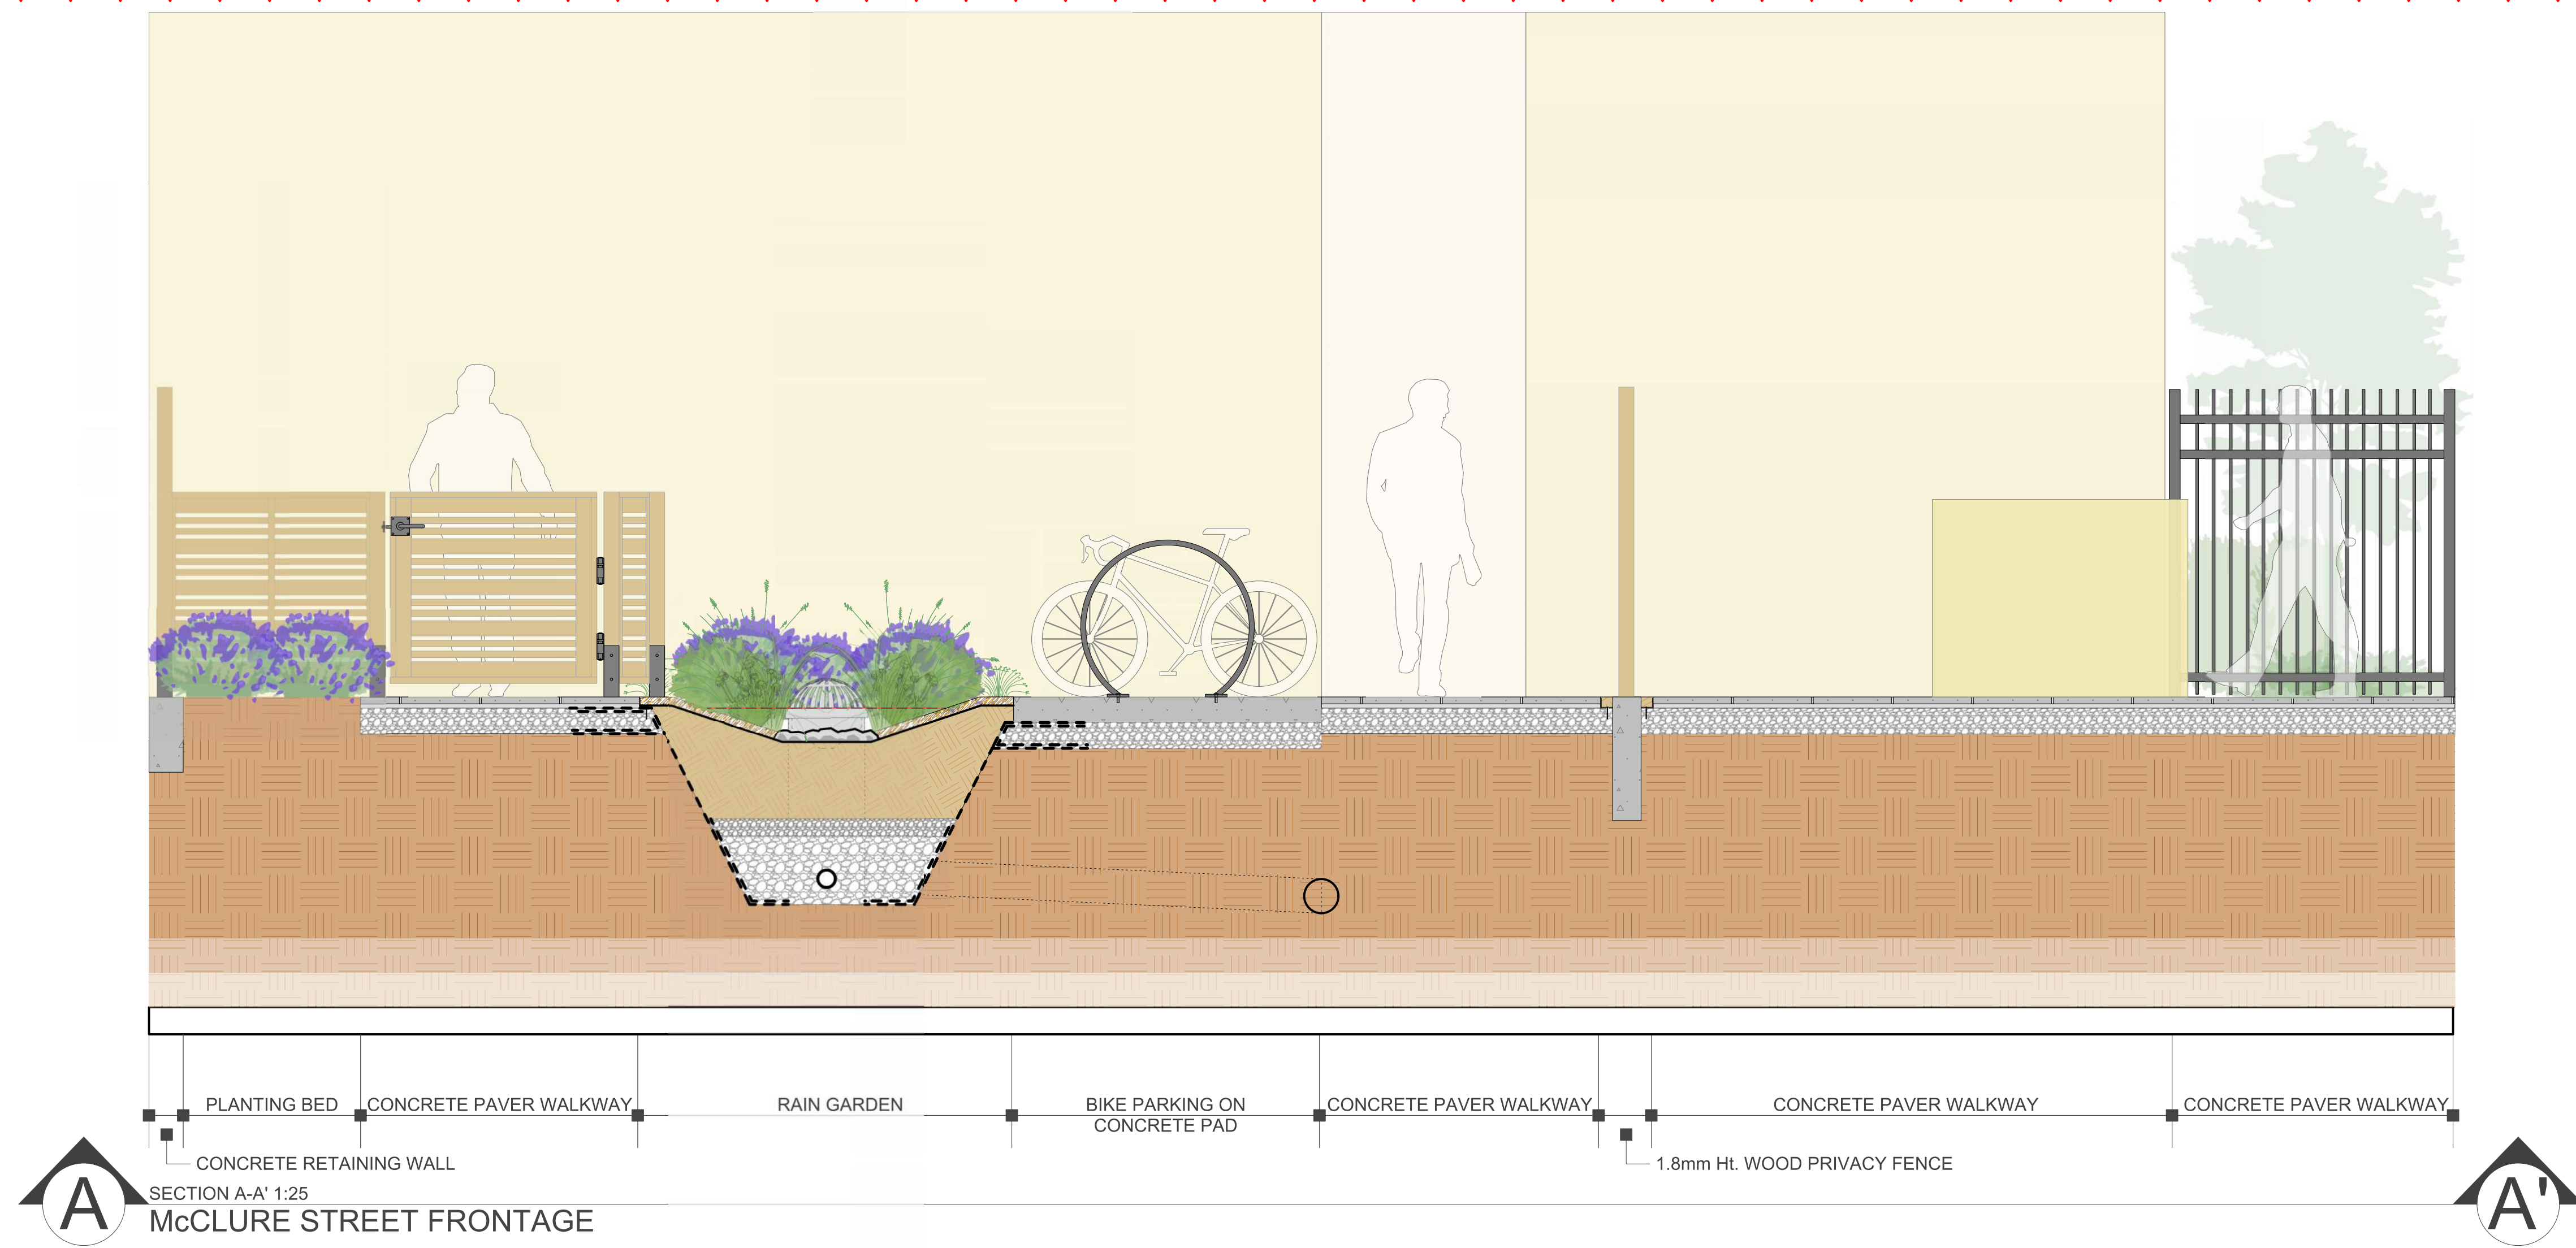 PLANTING BED
CONCRETE PAVER WALKWAY
RAIN GARDEN
BIKE PARKING ON
CONCRETE PAD
CONCRETE PAVER WALKWAY
CONCRETE PAVER WALKWAY
CONCRETE PAVER WALKWAY
CONCRETE RETAINING WALL
1.8mm Ht. WOOD PRIVACY FENCE
A
SECTION A-A' 1:25
McCLURE STREET FRONTAGE
A'